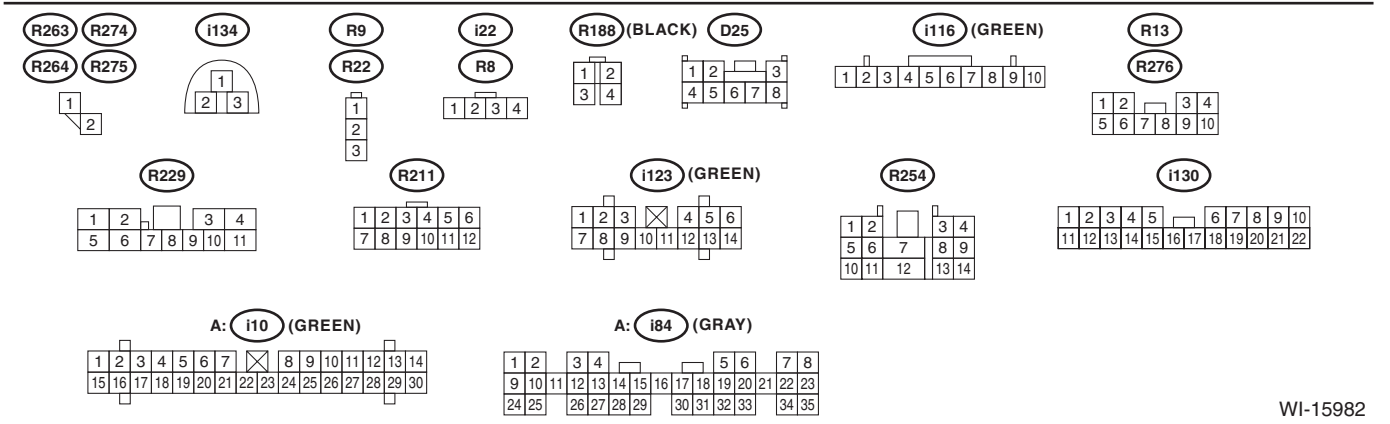 R263 R274 i134 R9 i22 R188 (BLACK) D25 i116 (GREEN) R13
R264 R275 R22 R8 R276
1
2
1
2 3
1
2
3
1 2 3 4
1 2
3 4
1 2 3
4 5 6 7 8
1 2 3 4 5 6 7 8 9 10
1 2 3 4
5 6 7 8 9 10
R229 R211 i123 (GREEN) R254 i130
1 2 3 4
5 6 7 8 9 10 11
1 2 3 4 5 6
7 8 9 10 11 12
1 2 3 4 5 6
7 8 9 10 11 12 13 14
1 2 3 4
5 6 7 8 9
10 11 12 13 14
1 2 3 4 5 6 7 8 9 10
11 12 13 14 15 16 17 18 19 20 21 22
A: i10 (GREEN) A: i84 (GRAY)
1 2 3 4 5 6 7 8 9 10 11 12 13 14
15 16 17 18 19 20 21 22 23 24 25 26 27 28 29 30
1 2 3 4 5 6 7 8
9 10 11 12 13 14 15 16 17 18 19 20 21 22 23
24 25 26 27 28 29 30 31 32 33 34 35
WI-15982